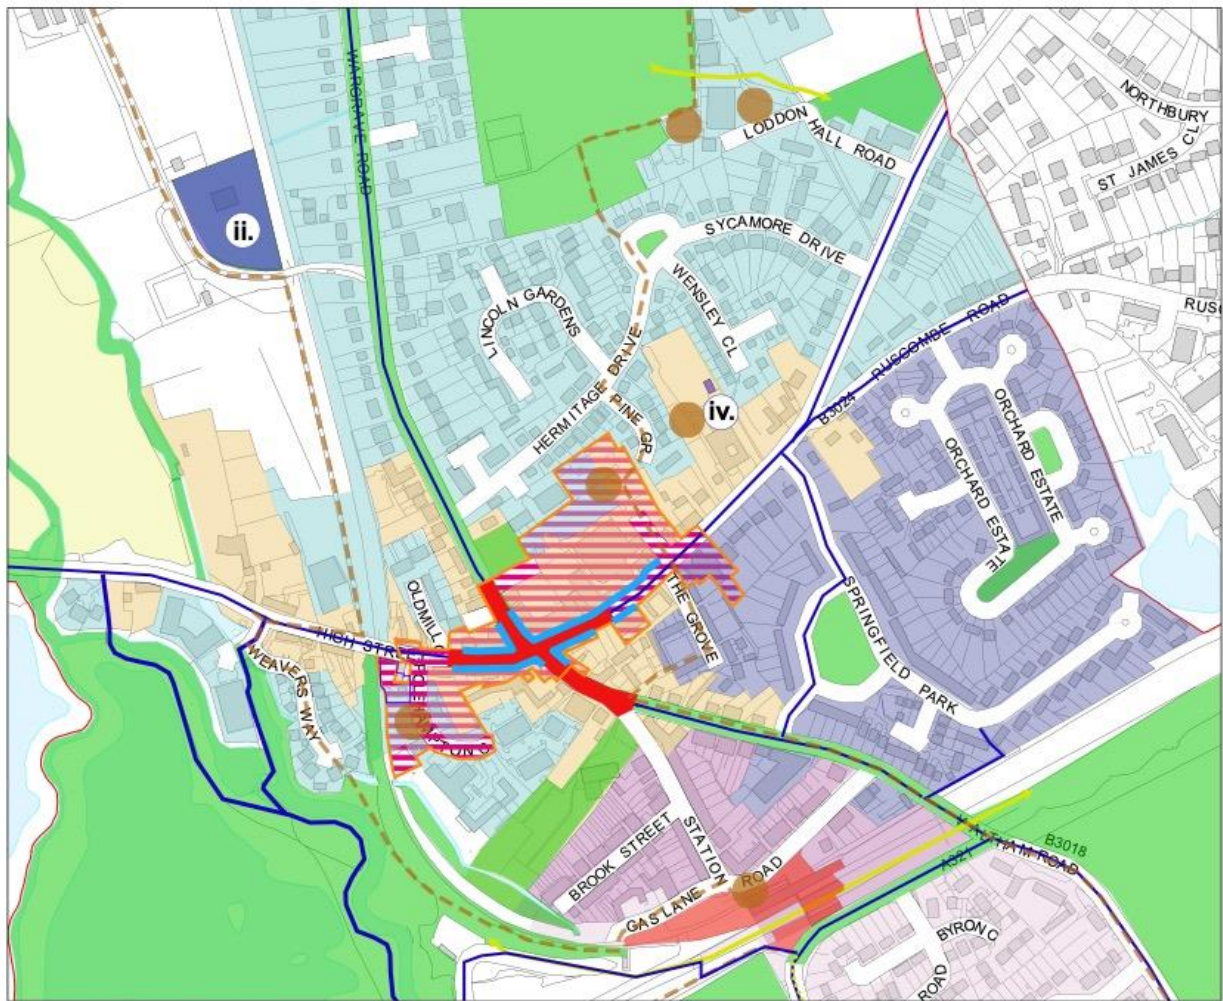 NORTHBURY
ST JAMES CL
LODDON
HALL ROAD
WARGRAVE ROAD
SYCAMORE DRIVE
ii.
WENSLEY CL
LINCOLN GARDENS
RUSCOMBE ROAD
B3024
HERMITAGE DRIVE
PINE GR
iv.
ORCHARD ESTATE
ORCHARD ESTATE
OLDMILL
THE GROVE
SPRINGFIELD PARK
HIGH STREET
WEAVERS WAY
BROOK STREET
STATION
ROAD
GAS LANE
WALTHAM ROAD
B3018
A321
BYRON C
ROAD